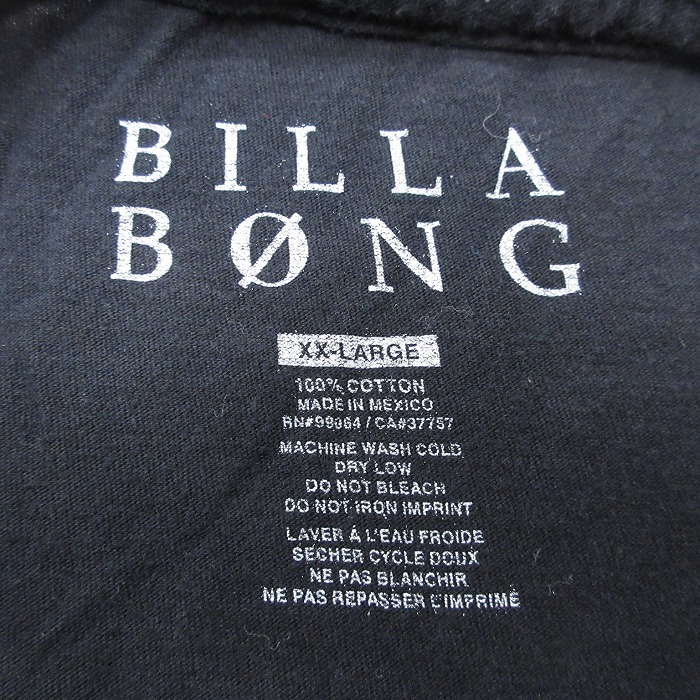 BILLA
BØNG
XX-LARGE
100% COTTON
MADE IN MEXICO
RN#99064 / CA#37757
MACHINE WASH COLD
DRY LOW
DO NOT BLEACH
DO NOT IRON IMPRINT
LAVER À L'EAU FROIDE
SECHER CYCLE DOUX
NE PAS BLANCHIR
NE PAS REPASSER L'IMPRIMÉ